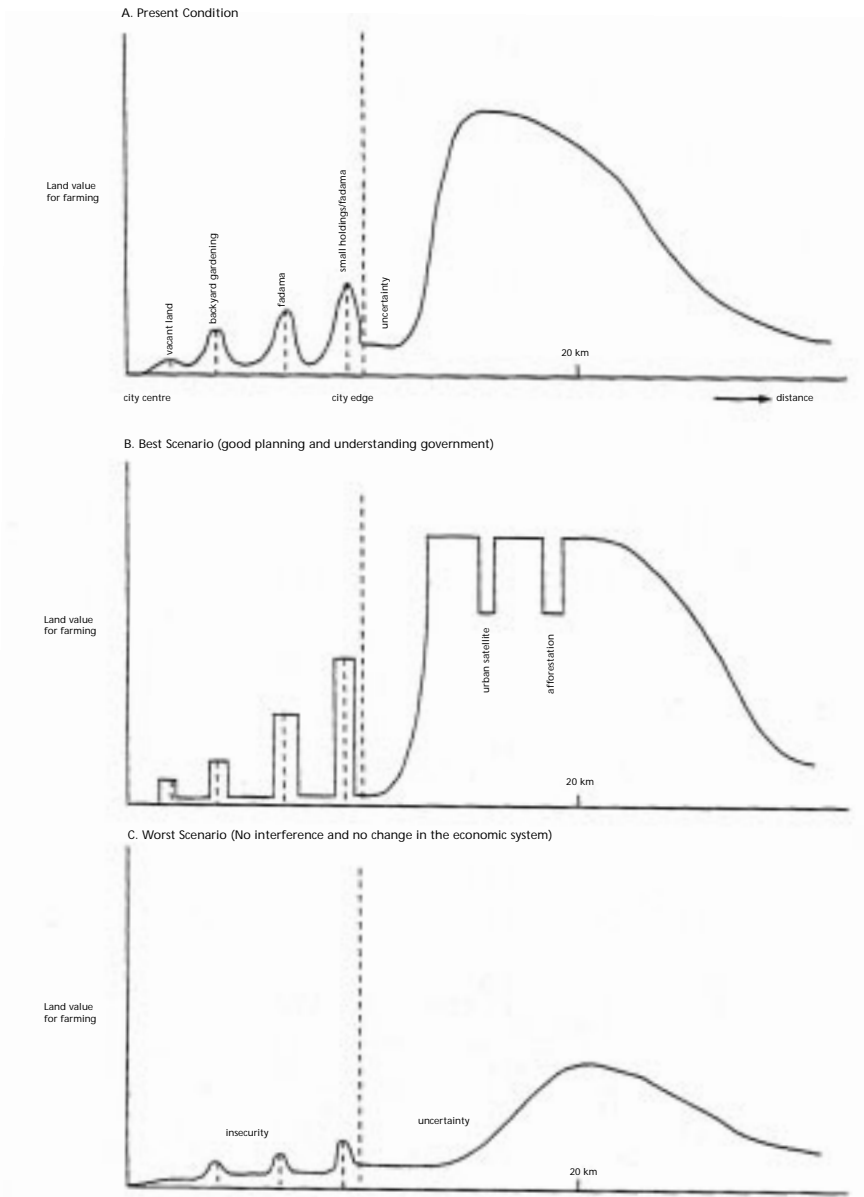 A. Present Condition
Land value
for farming
vacant land
backyard gardening
fadama
small holdings/fadama
uncertainty
20 km
city centre
city edge
distance
B. Best Scenario (good planning and understanding government)
Land value
for farming
urban satellite
afforestation
20 km
C. Worst Scenario (No interference and no change in the economic system)
Land value
for farming
insecurity
uncertainty
20 km